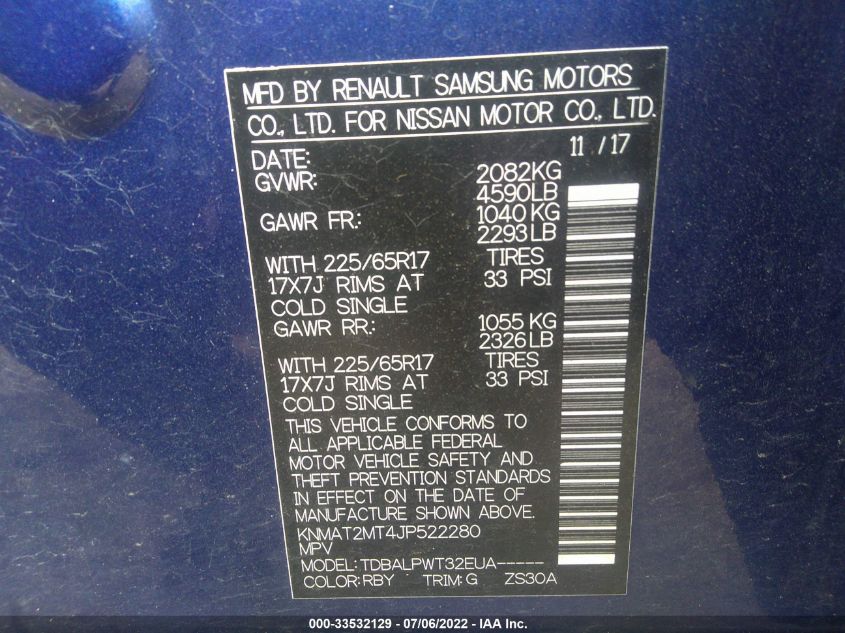 MFD BY RENAULT SAMSUNG MOTORS
CO., LTD. FOR NISSAN MOTOR CO., LTD.
DATE: 11 / 17
GVWR: 2082KG
4590LB
GAWR FR.: 1040 KG
2293 LB
WITH 225/65R17 TIRES
17X7J RIMS AT 33 PSI
COLD SINGLE
GAWR RR.: 1055 KG
2326 LB
WITH 225/65R17 TIRES
17X7J RIMS AT 33 PSI
COLD SINGLE
THIS VEHICLE CONFORMS TO
ALL APPLICABLE FEDERAL
MOTOR VEHICLE SAFETY AND
THEFT PREVENTION STANDARDS
IN EFFECT ON THE DATE OF
MANUFACTURE SHOWN ABOVE.
KNMAT2MT4JP522280
MPV
MODEL: TDBALPWT32EUA-----
COLOR: RBY TRIM: G ZS30A
000-33532129 - 07/06/2022 - IAA Inc.